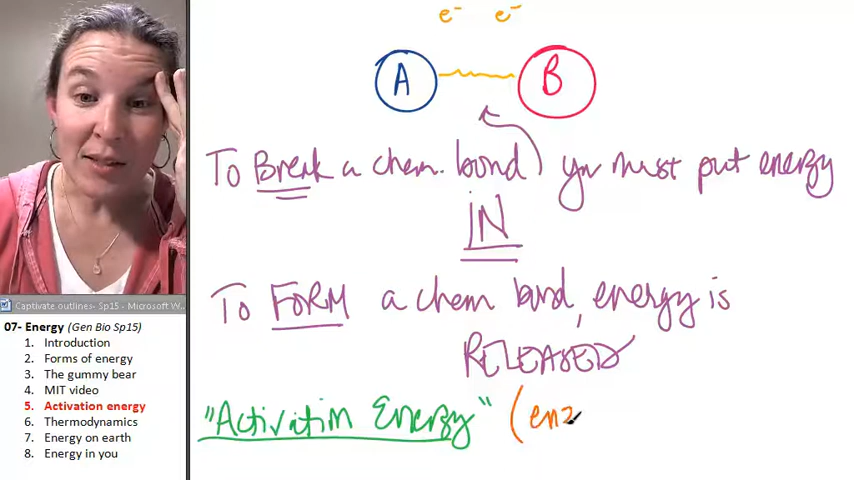 e⁻ e⁻
A B
To Break a chem. bond you must put energy
IN
To FORM a chem bond, energy is
RELEASED
"Activation Energy" (enz
Captivate outlines- Sp15 - Microsoft W...
07- Energy (Gen Bio Sp15)
1. Introduction
2. Forms of energy
3. The gummy bear
4. MIT video
5. Activation energy
6. Thermodynamics
7. Energy on earth
8. Energy in you